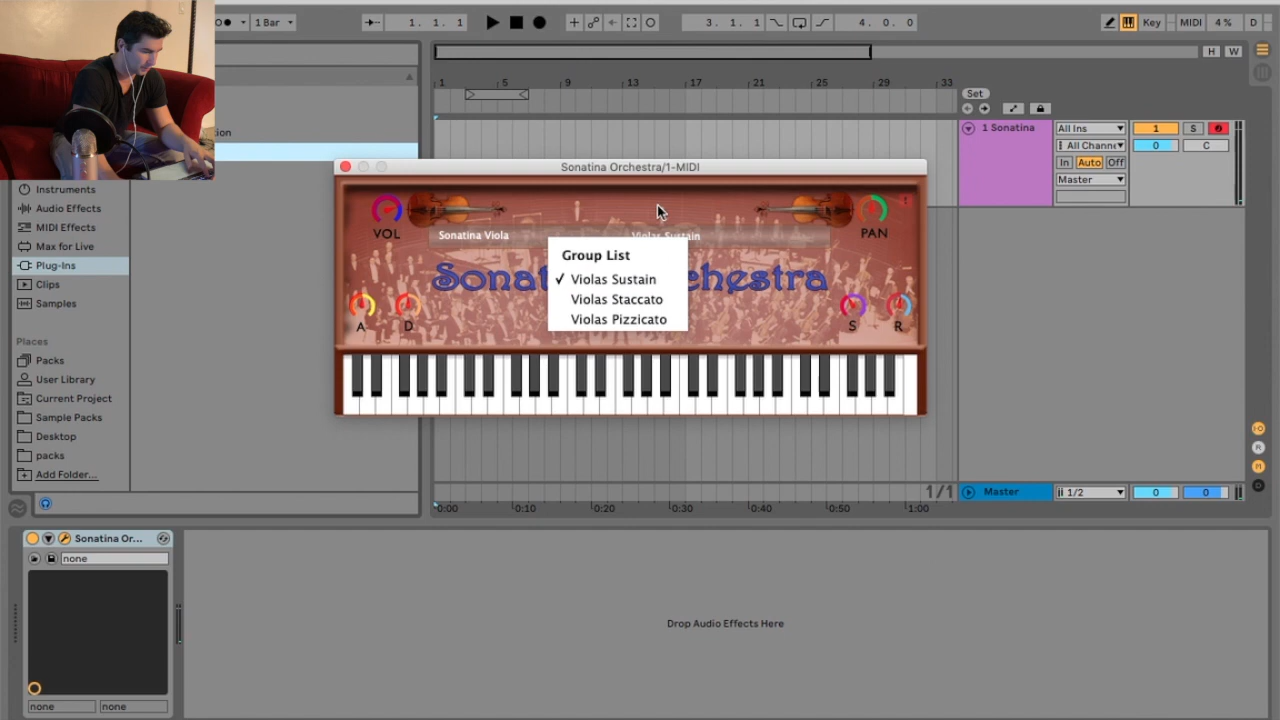 1 Bar
1. 1. 1
3. 1. 1
4. 0. 0
Key
MIDI
4 %
D
H
W
1
5
9
13
17
21
25
29
33
Set
tion
1 Sonatina
All Ins
1
S
All Channe
0
C
In
Auto
Off
Master
Sonatina Orchestra/1-MIDI
VOL
PAN
Sonatina Viola
Violas Sustain
Group List
✓ Violas Sustain
Violas Staccato
Violas Pizzicato
Sonat
chestra
A
D
S
R
Instruments
Audio Effects
MIDI Effects
Max for Live
Plug-Ins
Clips
Samples
Places
Packs
User Library
Current Project
Sample Packs
Desktop
packs
Add Folder...
1/1
Master
1/2
0
0
0:00
0:10
0:20
0:30
0:40
0:50
1:00
I·O
R
M
D
Sonatina Or...
none
none
none
Drop Audio Effects Here